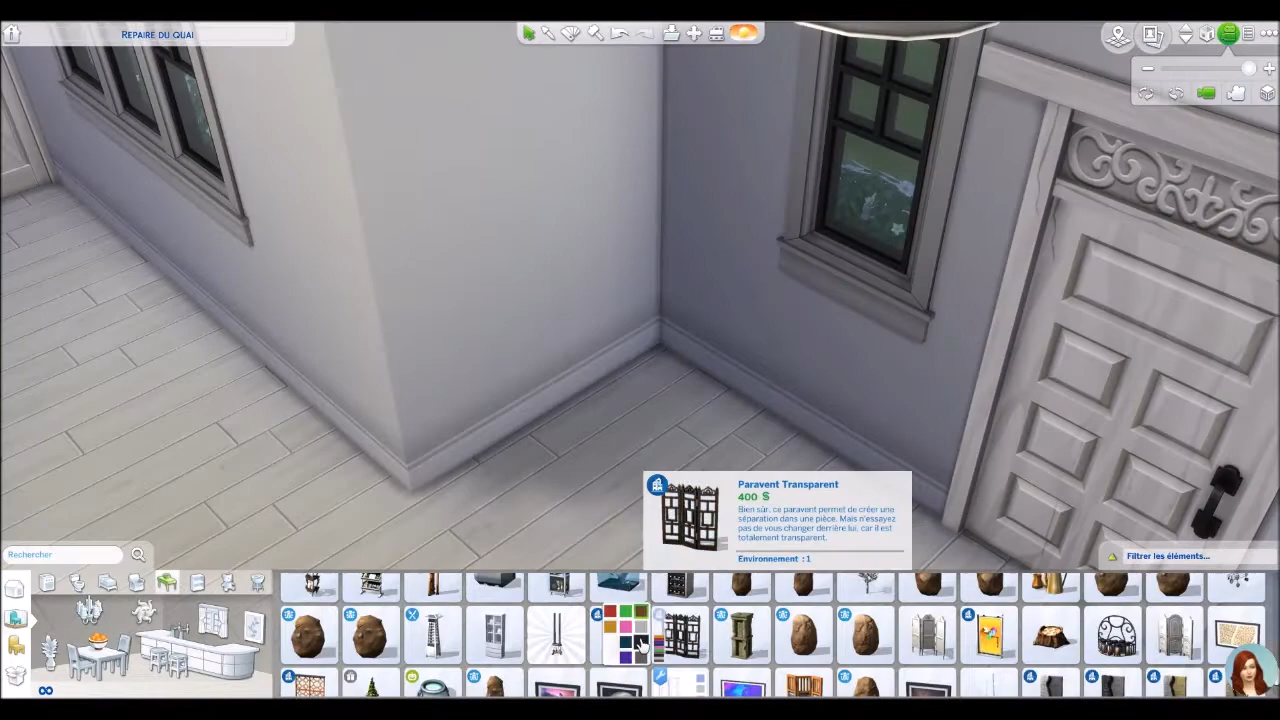 REPAIRE DU QUAI
Paravent Transparent
400 §
Bien sûr, ce paravent permet de créer une
séparation dans une pièce. Mais n'essayez
pas de vous changer derrière lui, car il est
totalement transparent.
Environnement : 1
Rechercher
Filtrer les éléments...